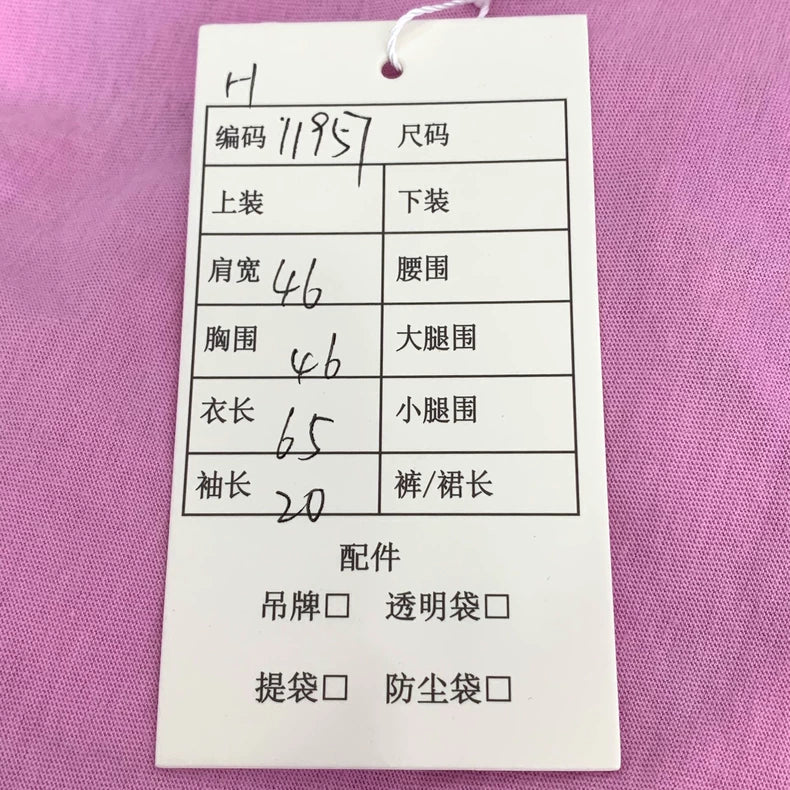 H
编码 11957 尺码
上装 下装
肩宽 46 腰围
胸围 46 大腿围
衣长 65 小腿围
袖长 20 裤/裙长
配件
吊牌□ 透明袋□
提袋□ 防尘袋□